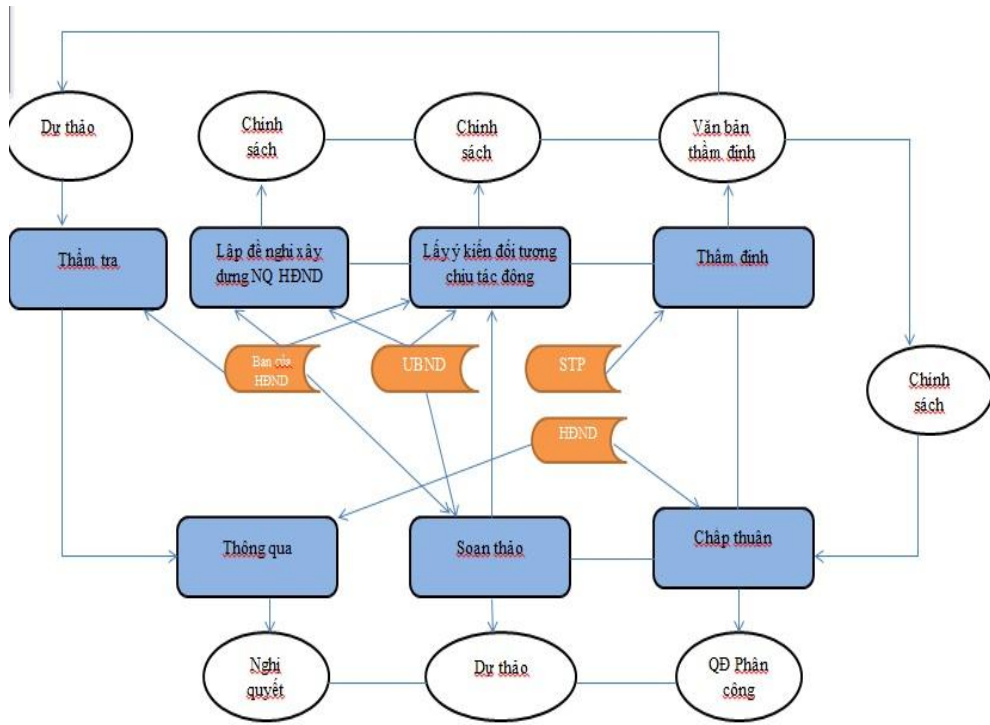 Dự thảo
Chính
sách
Chính
sách
Văn bản
thẩm định
Thẩm tra
Lập đề nghị xây
dựng NQ HĐND
Lấy ý kiến đối tượng
chịu tác động
Thẩm định
Ban của
HĐND
UBND
STP
Chính
sách
HĐND
Thông qua
Soạn thảo
Chấp thuận
Nghị
quyết
Dự thảo
QĐ Phân
công